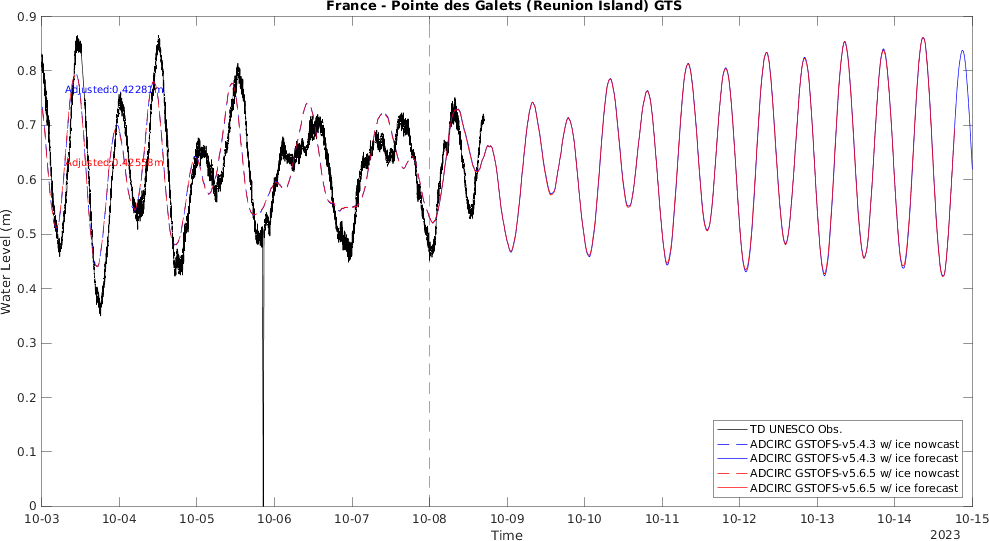 France - Pointe des Galets (Reunion Island) GTS
0.9
0.8
0.7
0.6
0.5
0.4
0.3
0.2
0.1
0
Water Level (m)
Adjusted:0.42281m
Adjusted:0.42558m
TD UNESCO Obs.
ADCIRC GSTOFS-v5.4.3 w/ ice nowcast
ADCIRC GSTOFS-v5.4.3 w/ ice forecast
ADCIRC GSTOFS-v5.6.5 w/ ice nowcast
ADCIRC GSTOFS-v5.6.5 w/ ice forecast
10-03 10-04 10-05 10-06 10-07 10-08 10-09 10-10 10-11 10-12 10-13 10-14 10-15
Time
2023